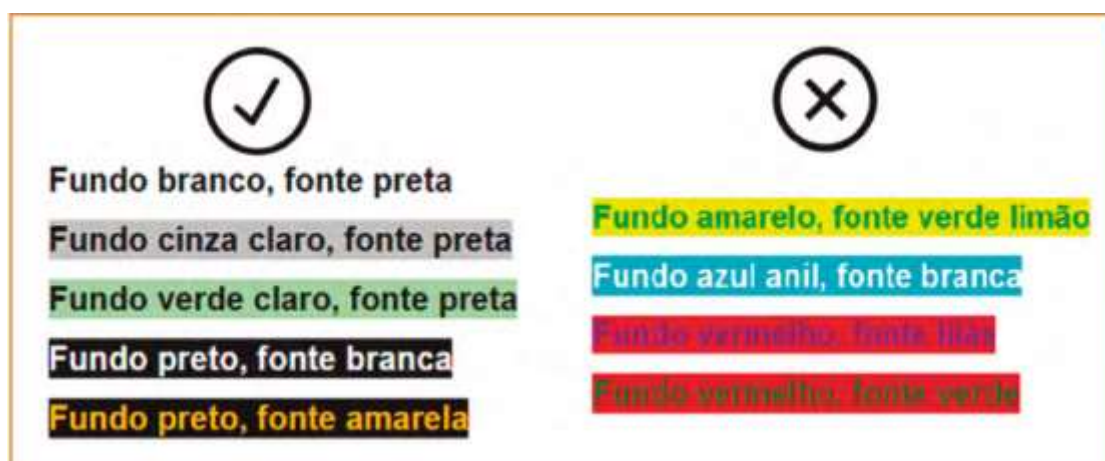 Fundo branco, fonte preta
Fundo cinza claro, fonte preta
Fundo verde claro, fonte preta
Fundo preto, fonte branca
Fundo preto, fonte amarela
Fundo amarelo, fonte verde limão
Fundo azul anil, fonte branca
Fundo vermelho, fonte lilás
Fundo vermelho, fonte verde